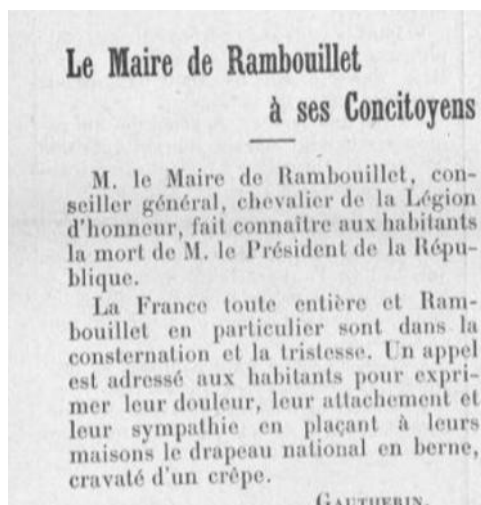 Le Maire de Rambouillet
à ses Concitoyens
M. le Maire de Rambouillet, con-
seiller général, chevalier de la Légion
d'honneur, fait connaître aux habitants
la mort de M. le Président de la Répu-
blique.
La France toute entière et Ram-
bouillet en particulier sont dans la
consternation et la tristesse. Un appel
est adressé aux habitants pour expri-
mer leur douleur, leur attachement et
leur sympathie en plaçant à leurs
maisons le drapeau national en berne,
cravaté d'un crêpe.
GAUTHERIN.